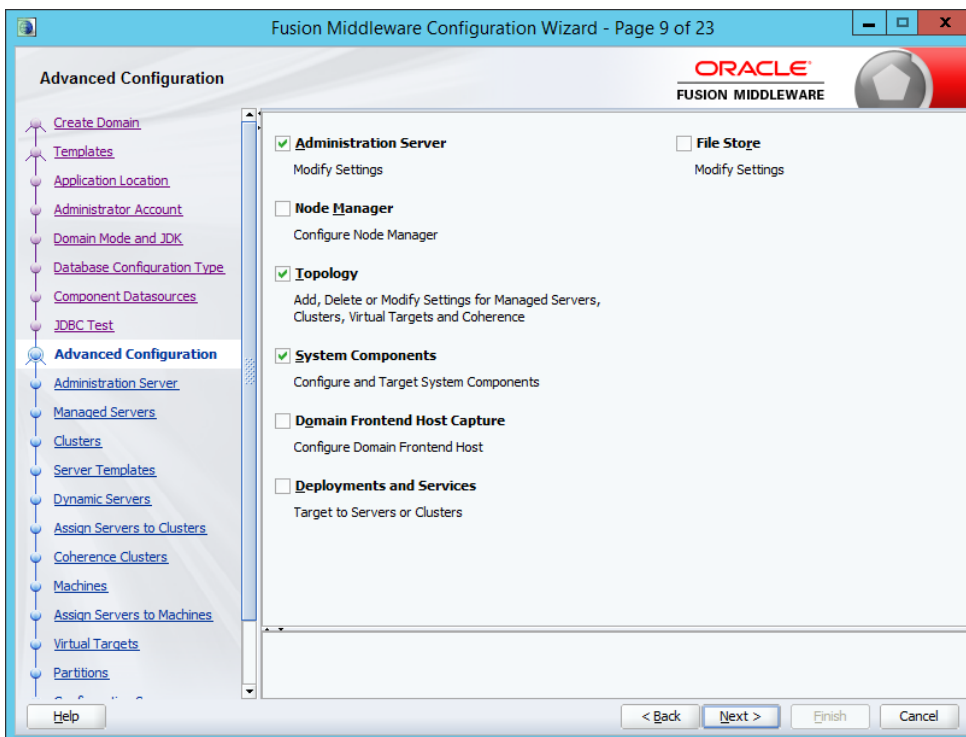 Fusion Middleware Configuration Wizard - Page 9 of 23
Advanced Configuration
ORACLE
FUSION MIDDLEWARE
Create Domain
Templates
Application Location
Administrator Account
Domain Mode and JDK
Database Configuration Type
Component Datasources
JDBC Test
Advanced Configuration
Administration Server
Managed Servers
Clusters
Server Templates
Dynamic Servers
Assign Servers to Clusters
Coherence Clusters
Machines
Assign Servers to Machines
Virtual Targets
Partitions
Administration Server
Modify Settings
Node Manager
Configure Node Manager
Topology
Add, Delete or Modify Settings for Managed Servers,
Clusters, Virtual Targets and Coherence
System Components
Configure and Target System Components
Domain Frontend Host Capture
Configure Domain Frontend Host
Deployments and Services
Target to Servers or Clusters
File Store
Modify Settings
Help
< Back
Next >
Finish
Cancel